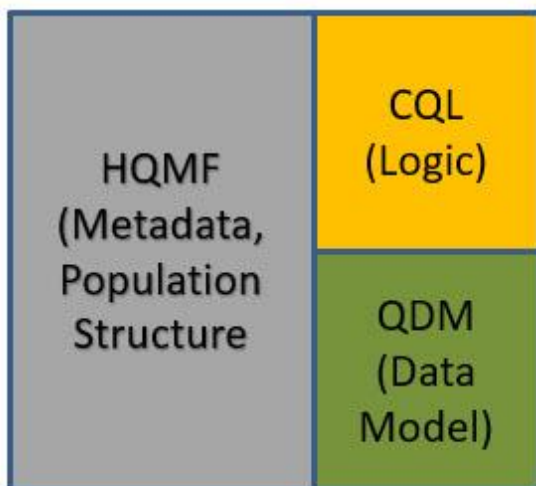 HQMF
(Metadata,
Population
Structure
CQL
(Logic)
QDM
(Data
Model)